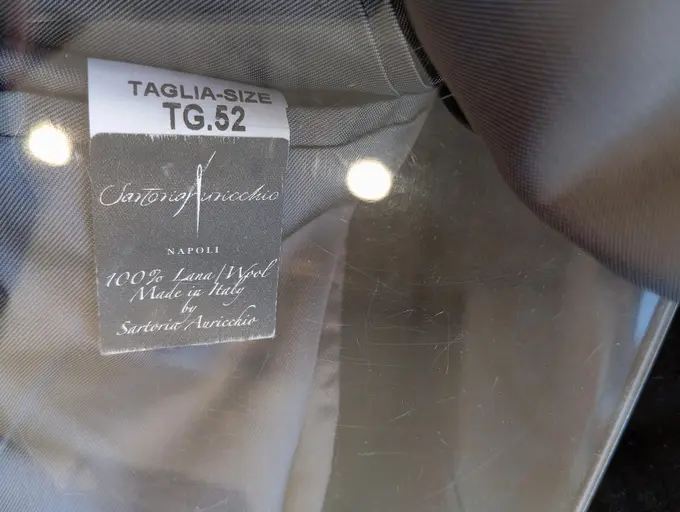 TAGLIA-SIZE
TG.52
Sartoria Auricchio
NAPOLI
100% Lana/Wool
Made in Italy
by
Sartoria Auricchio